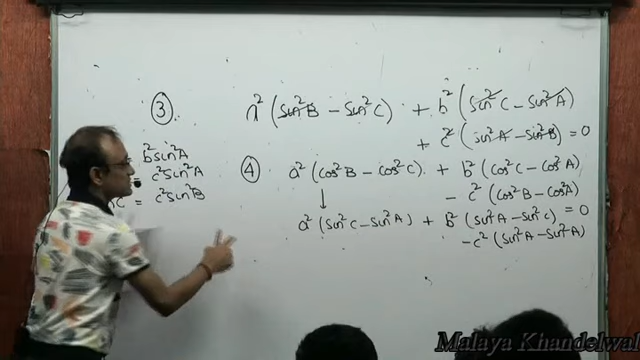 ③ a² (sin²B − sin²C) + b² (sin²C − sin²A)
+ c² (sin²A − sin²B) = 0
b²sin²A
= c²sin²A
= c²sin²B
④ a² (cos²B − cos²C) + b² (cos²C − cos²A)
− c² (cos²B − cos²A)
↓
a² (sin²C − sin²A) + b² (sin²A − sin²C) = 0
− c² (sin²A − sin²A)
Malaya Khandelwal